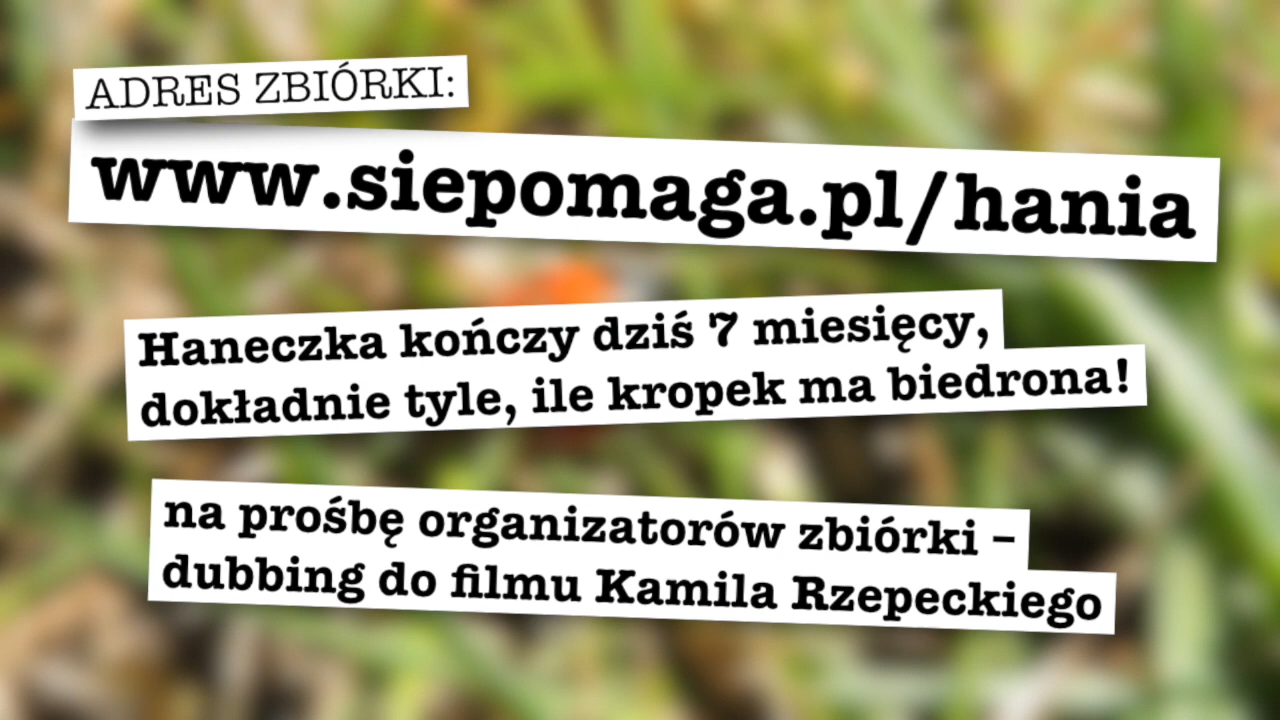 ADRES ZBIÓRKI:
www.siepomaga.pl/hania
Haneczka kończy dziś 7 miesięcy,
dokładnie tyle, ile kropek ma biedrona!
na prośbę organizatorów zbiórki –
dubbing do filmu Kamila Rzepeckiego